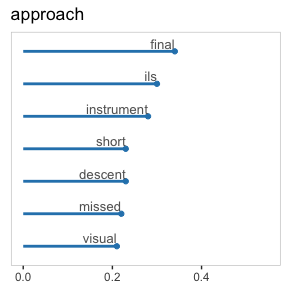 approach
final
ils
instrument
short
descent
missed
visual
0.0 0.2 0.4